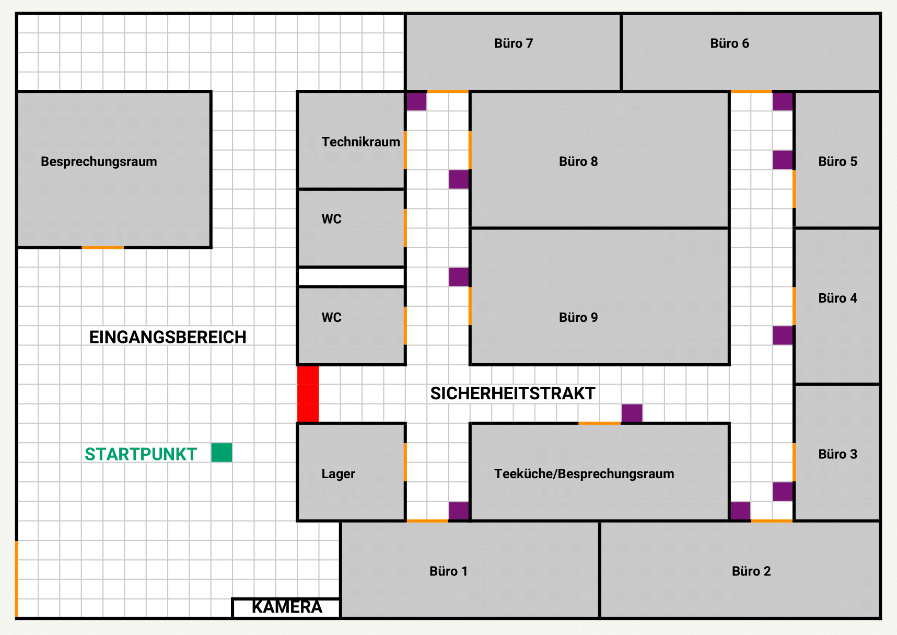 Büro 7
Büro 6
Technikraum
Besprechungsraum
Büro 8
Büro 5
WC
Büro 4
WC
Büro 9
EINGANGSBEREICH
SICHERHEITSTRAKT
STARTPUNKT
Büro 3
Lager
Teeküche/Besprechungsraum
Büro 1
Büro 2
KAMERA